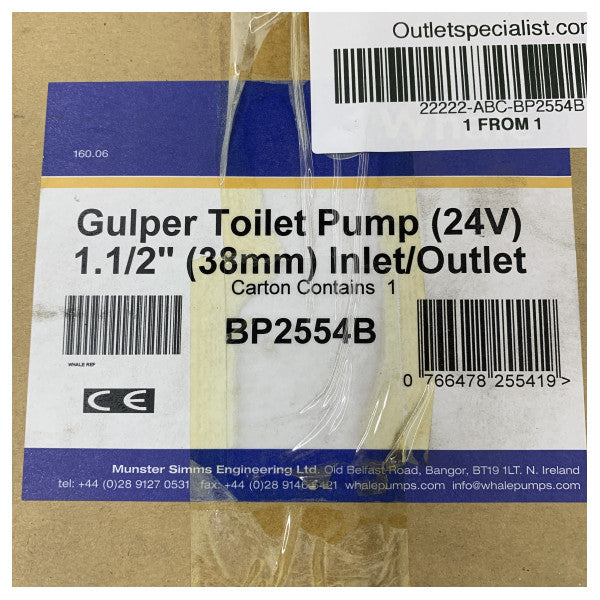 Outletspecialist.com
22222-ABC-BP2554B
1 FROM 1
160.06
Gulper Toilet Pump (24V)
1.1/2" (38mm) Inlet/Outlet
Carton Contains 1
BP2554B
WHALE REF
0 766478 255419 >
CE
Munster Simms Engineering Ltd. Old Belfast Road, Bangor, BT19 1LT. N. Ireland
tel: +44 (0)28 9127 0531 fax: +44 (0)28 9146 6421 whalepumps.com info@whalepumps.com